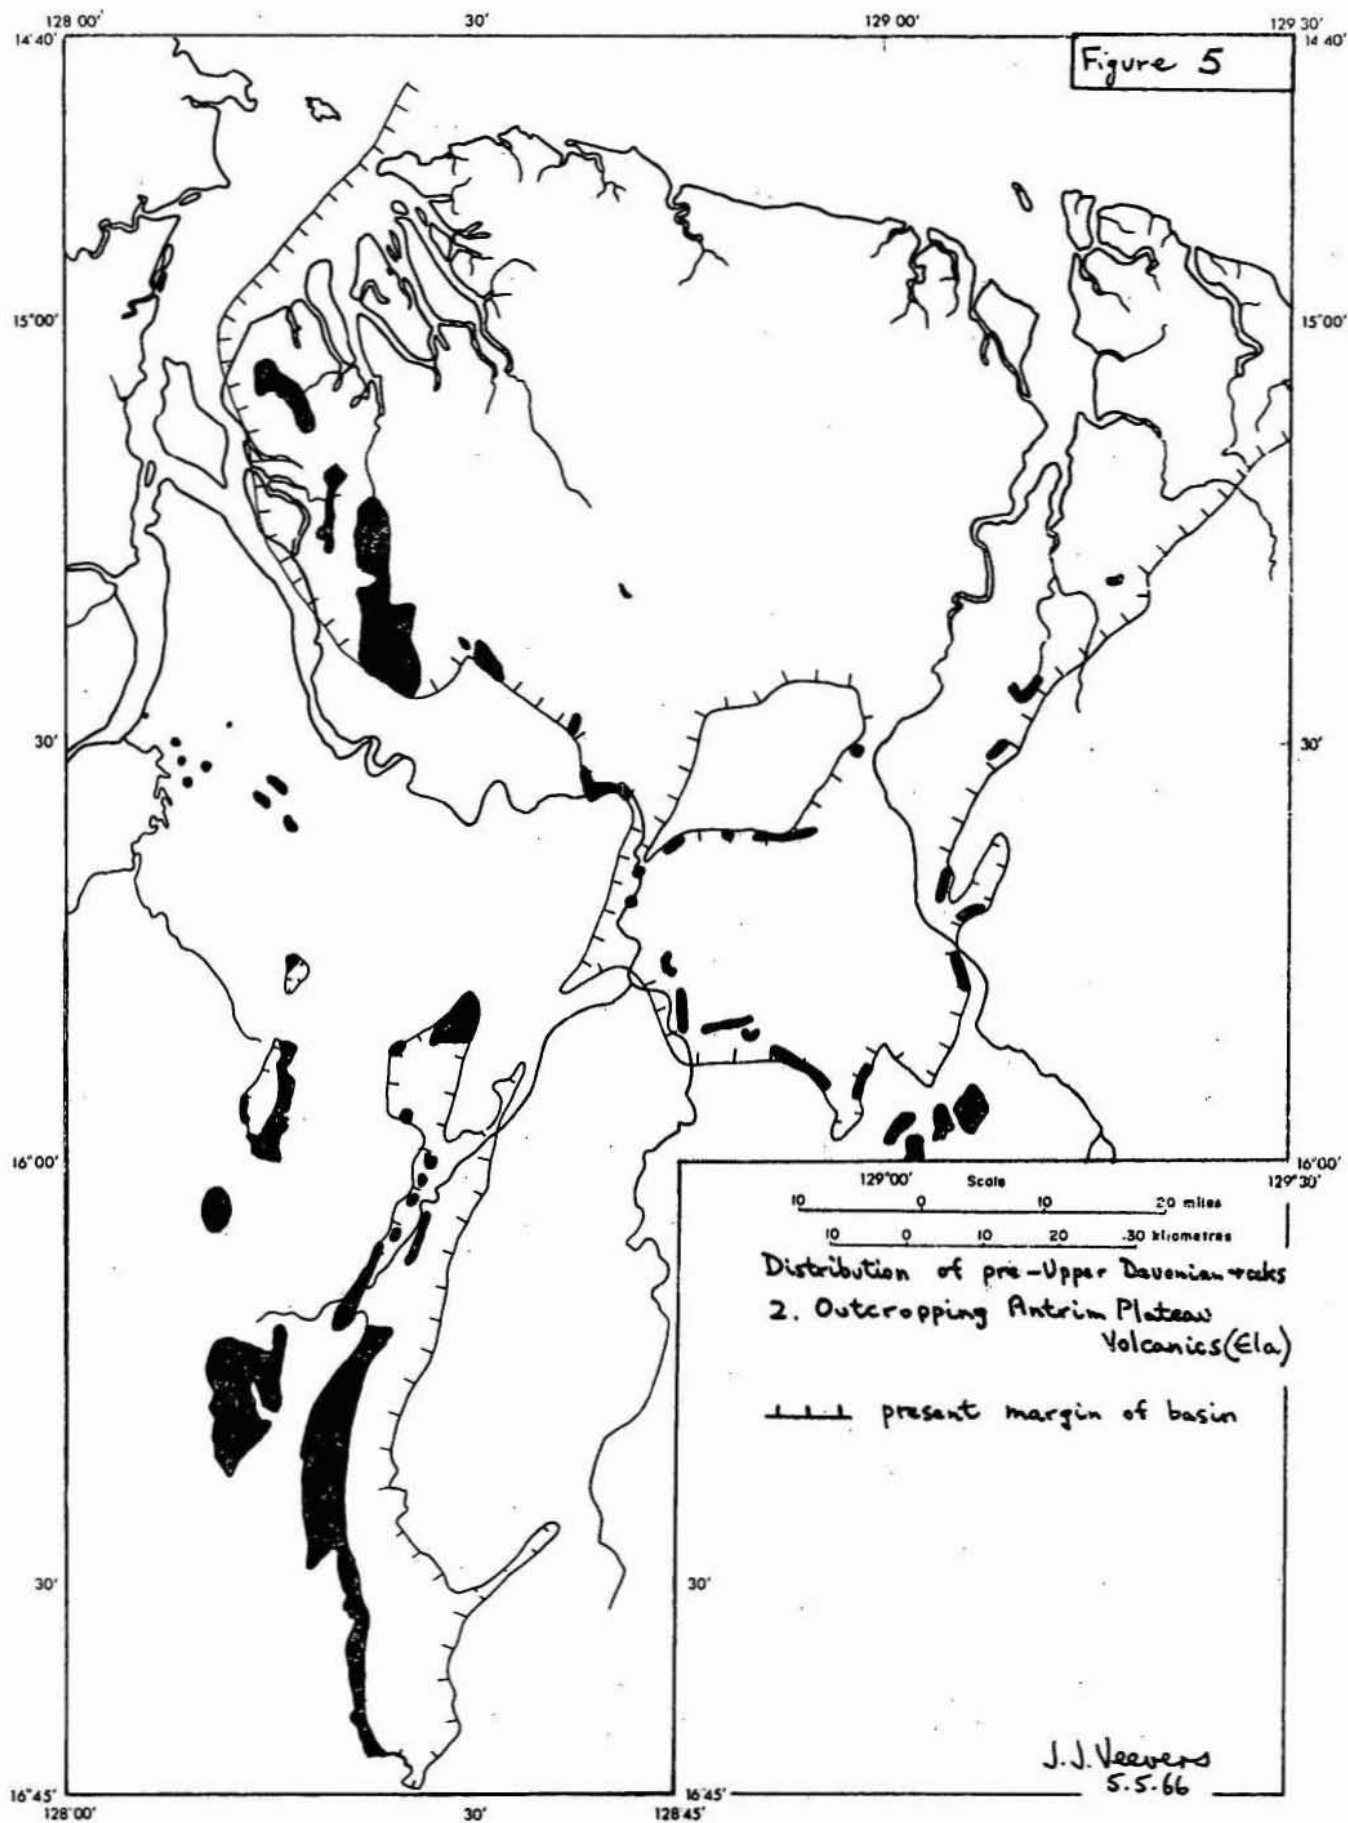 128°00'
30'
129°00'
129°30'
14°40'
14°40'
Figure 5
15°00'
15°00'
30'
30'
16°00'
16°00'
129°00'
129°30'
Scale
10 0 10 20 miles
10 0 10 20 30 kilometres
Distribution of pre-Upper Devonian rocks
2. Outcropping Antrim Plateau
Volcanics (Ela)
present margin of basin
30'
30'
J.J. Veevers
5.5.66
16°45'
16°45'
128°00'
30'
128°45'